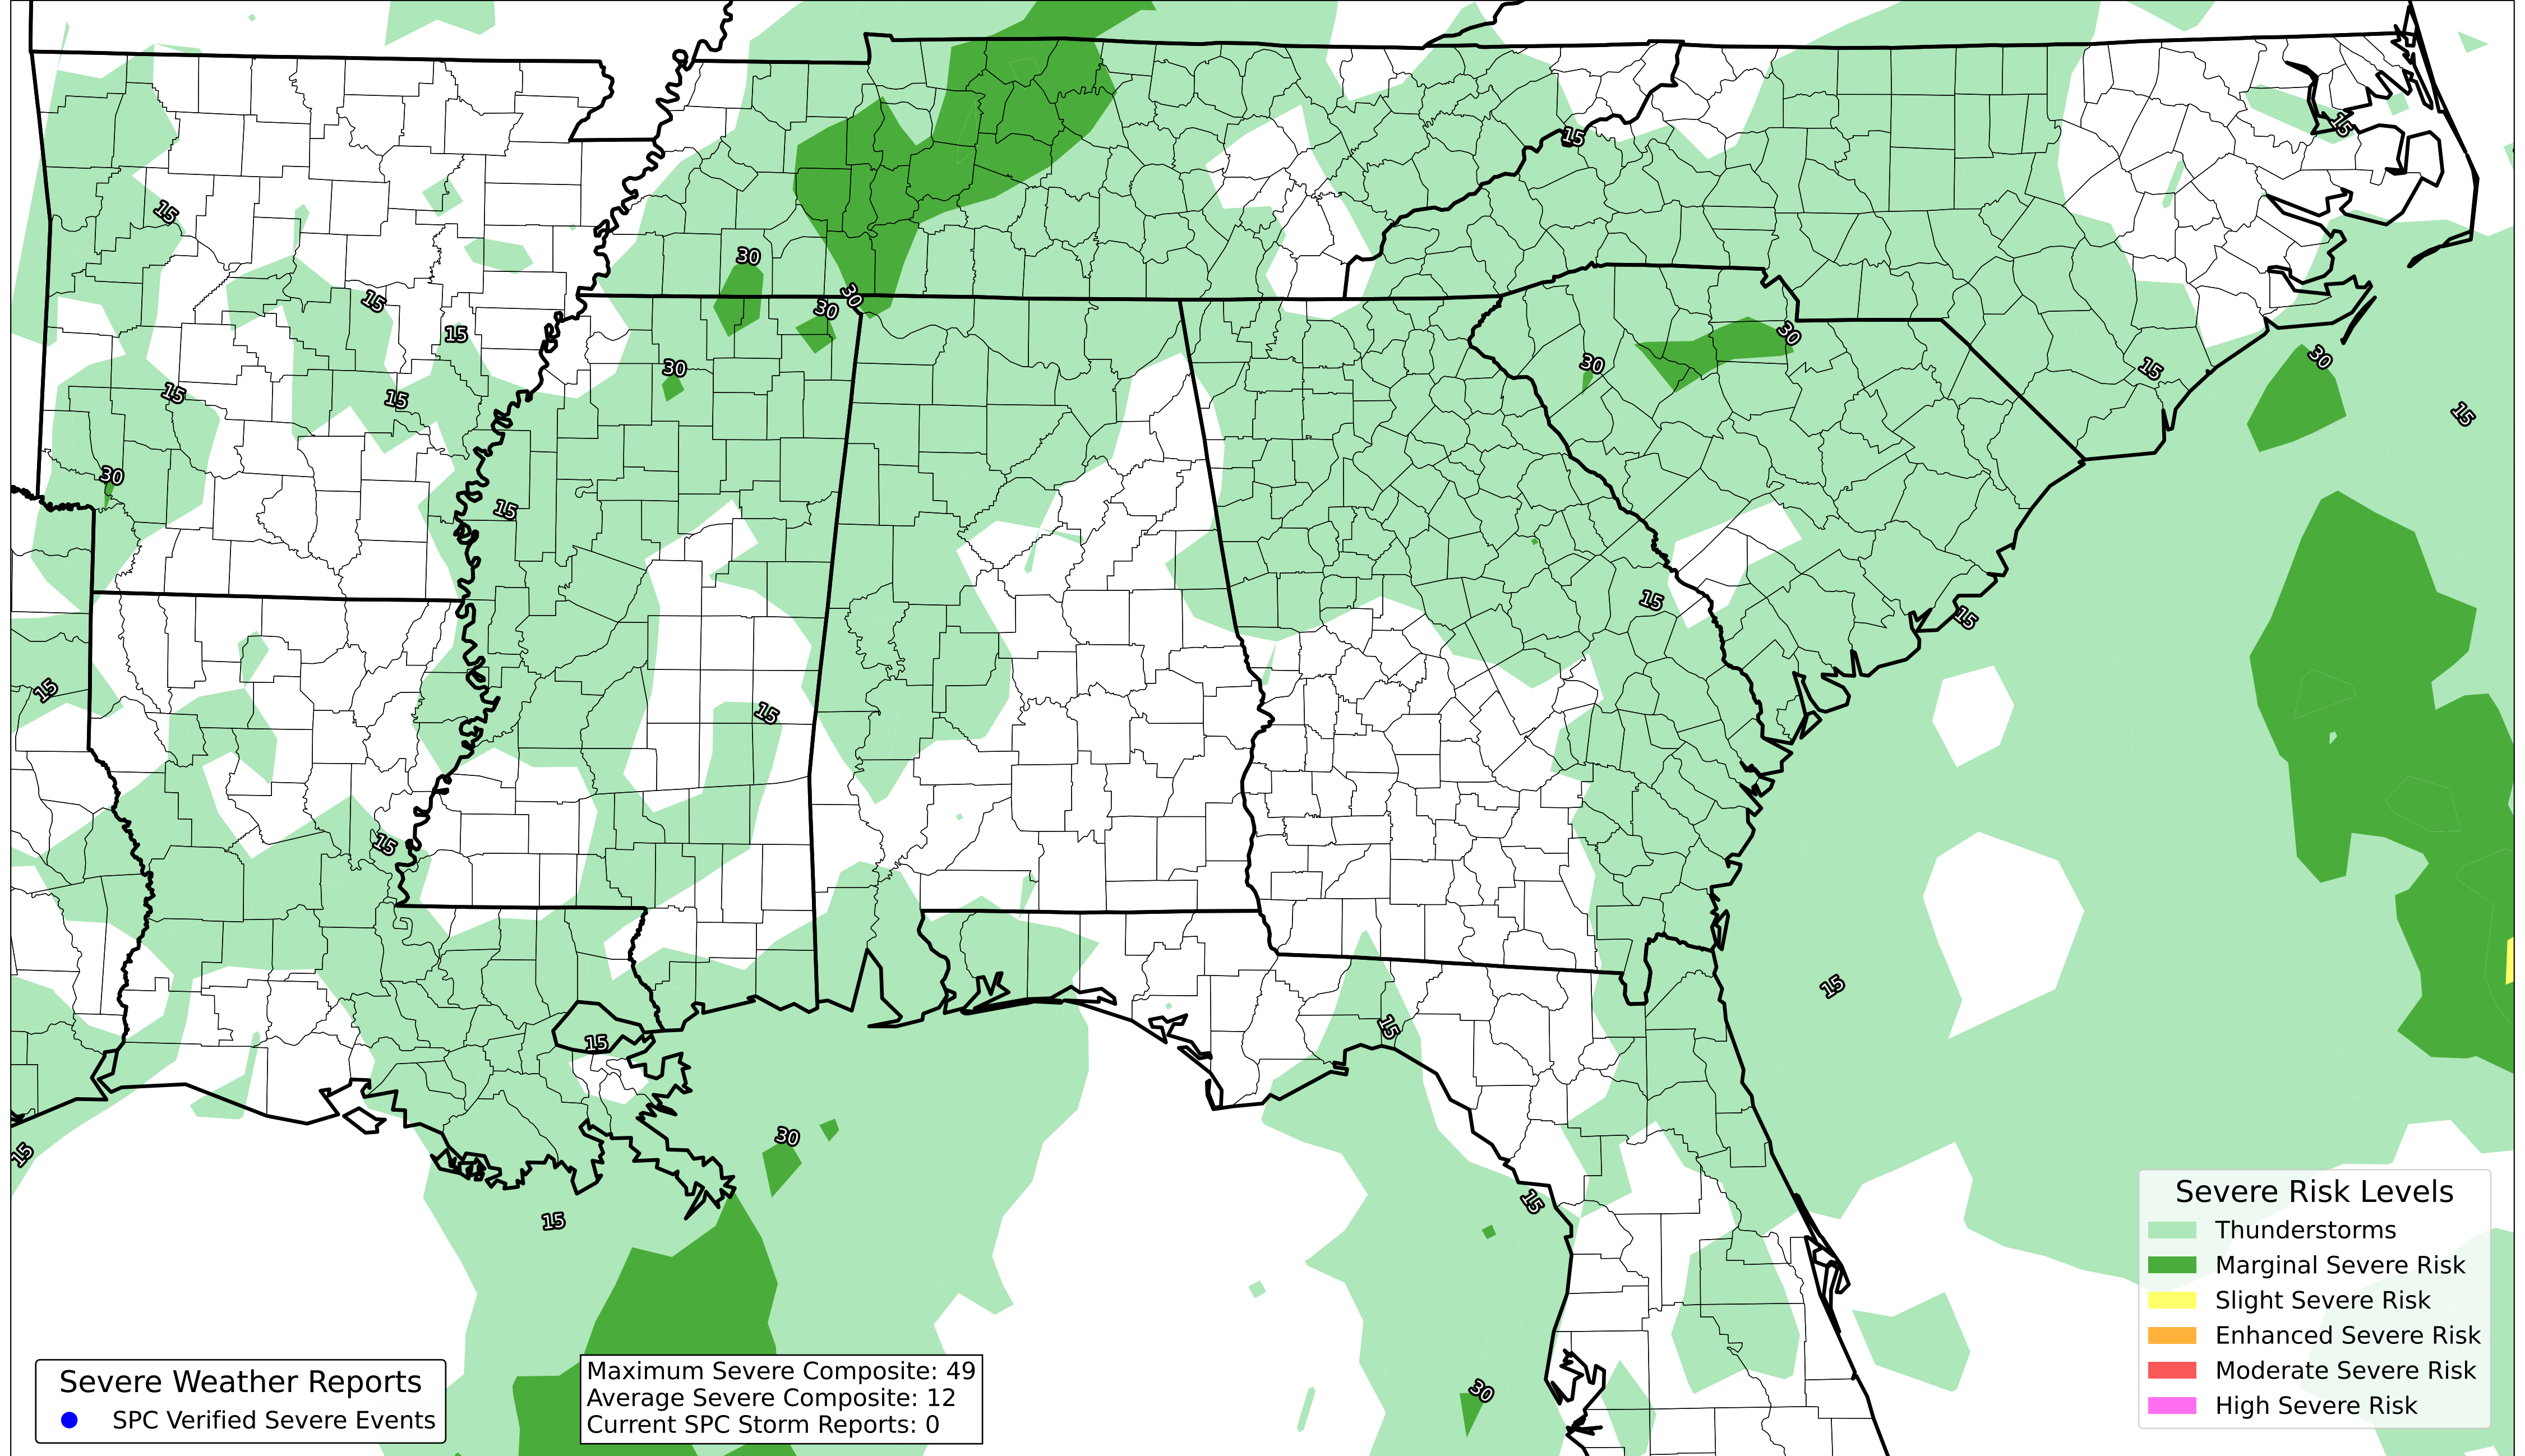 15
15
15
30
30
30
30
15
15
30
30
30
15
30
15
15
15
30
15
15
15
15
15
15
15
15
15
30
15
15
15
30
Severe Risk Levels
Thunderstorms
Marginal Severe Risk
Slight Severe Risk
Enhanced Severe Risk
Moderate Severe Risk
High Severe Risk
Maximum Severe Composite: 49
Average Severe Composite: 12
Current SPC Storm Reports: 0
Severe Weather Reports
SPC Verified Severe Events